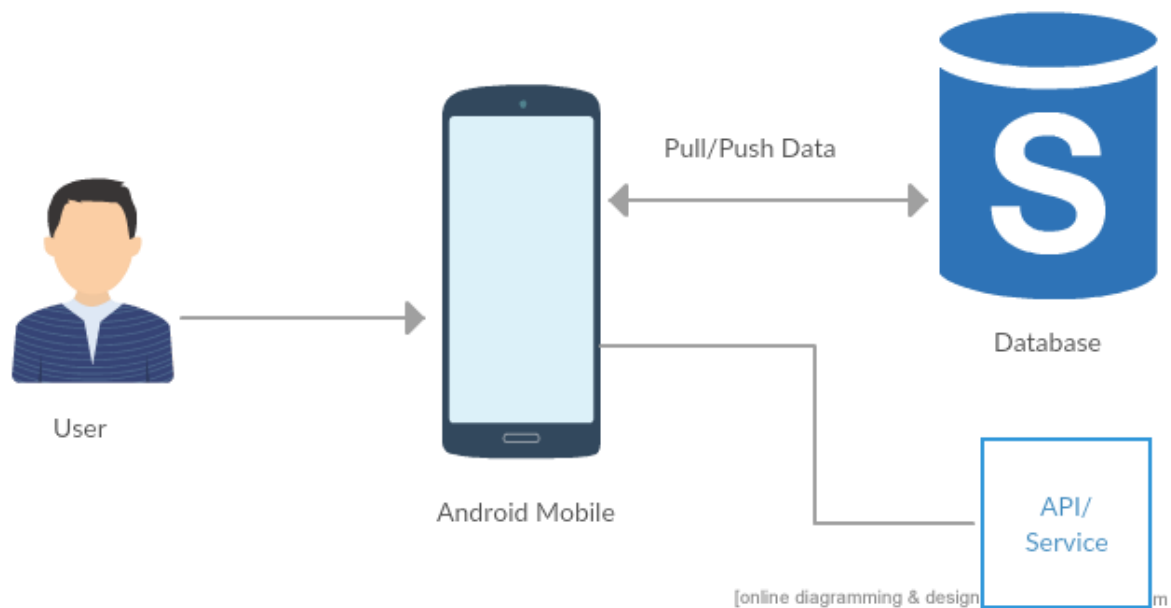 Pull/Push Data
S
Database
User
Android Mobile
API/
Service
[online diagramming & design
m